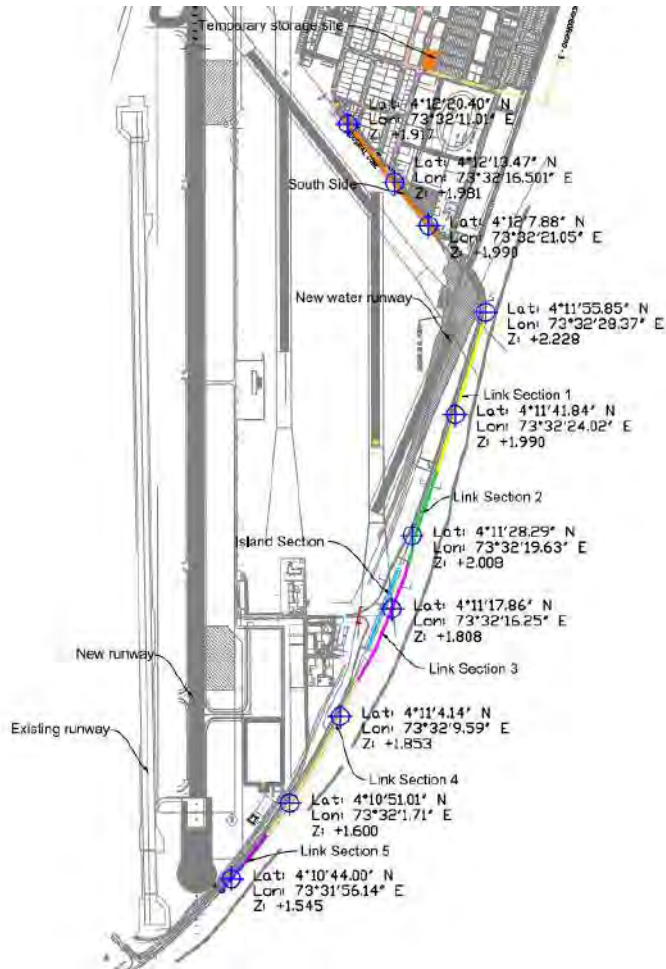 Temporary storage site
Lat: 4°12'20.40" N
Lon: 73°32'11.01" E
Z: +1.917
Lat: 4°12'13.47" N
Lon: 73°32'16.501" E
Z: +1.981
South Side
Lat: 4°12'7.88" N
Lon: 73°32'21.05" E
Z: +1.990
New water runway
Lat: 4°11'55.85" N
Lon: 73°32'28.37" E
Z: +2.228
Link Section 1
Lat: 4°11'41.84" N
Lon: 73°32'24.02" E
Z: +1.990
Link Section 2
Lat: 4°11'28.29" N
Lon: 73°32'19.63" E
Z: +2.008
Island Section
Lat: 4°11'17.86" N
Lon: 73°32'16.25" E
Z: +1.808
Link Section 3
New runway
Lat: 4°11'4.14" N
Lon: 73°32'9.59" E
Z: +1.853
Existing runway
Link Section 4
Lat: 4°10'51.01" N
Lon: 73°32'1.71" E
Z: +1.600
Link Section 5
Lat: 4°10'44.00" N
Lon: 73°31'56.14" E
Z: +1.545